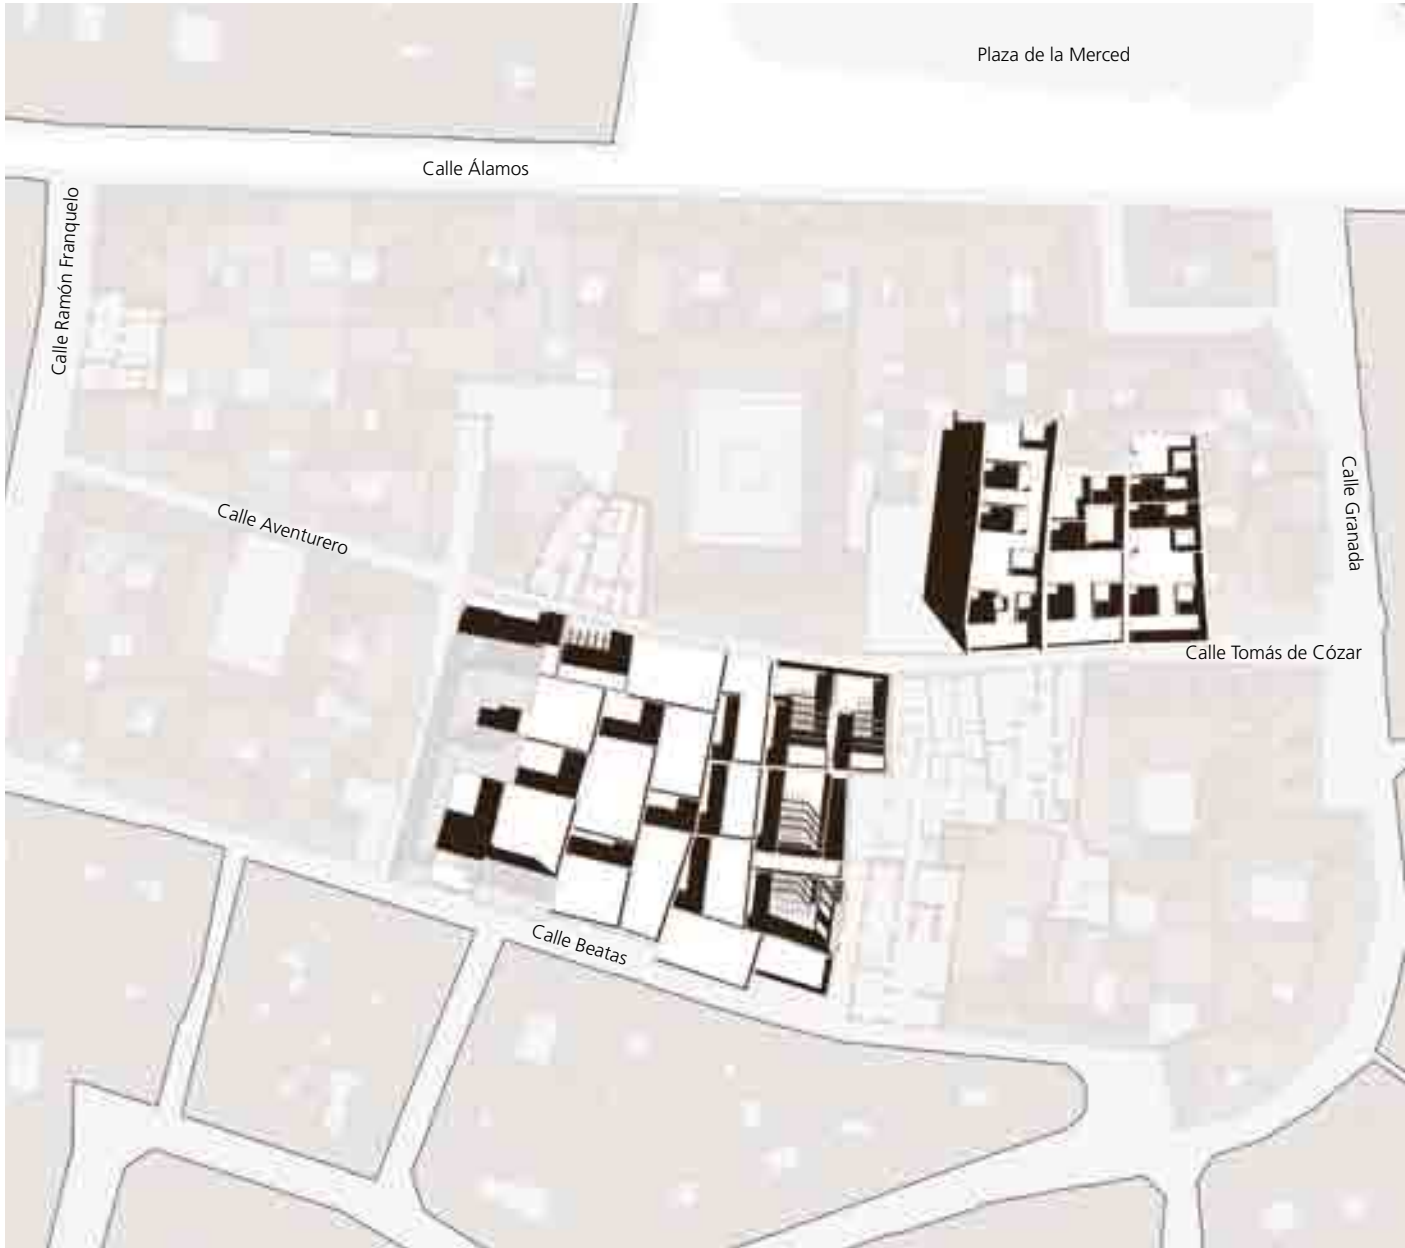 Plaza de la Merced
Calle Álamos
Calle Ramón Franquelo
Calle Aventurero
Calle Granada
Calle Tomás de Cózar
Calle Beatas